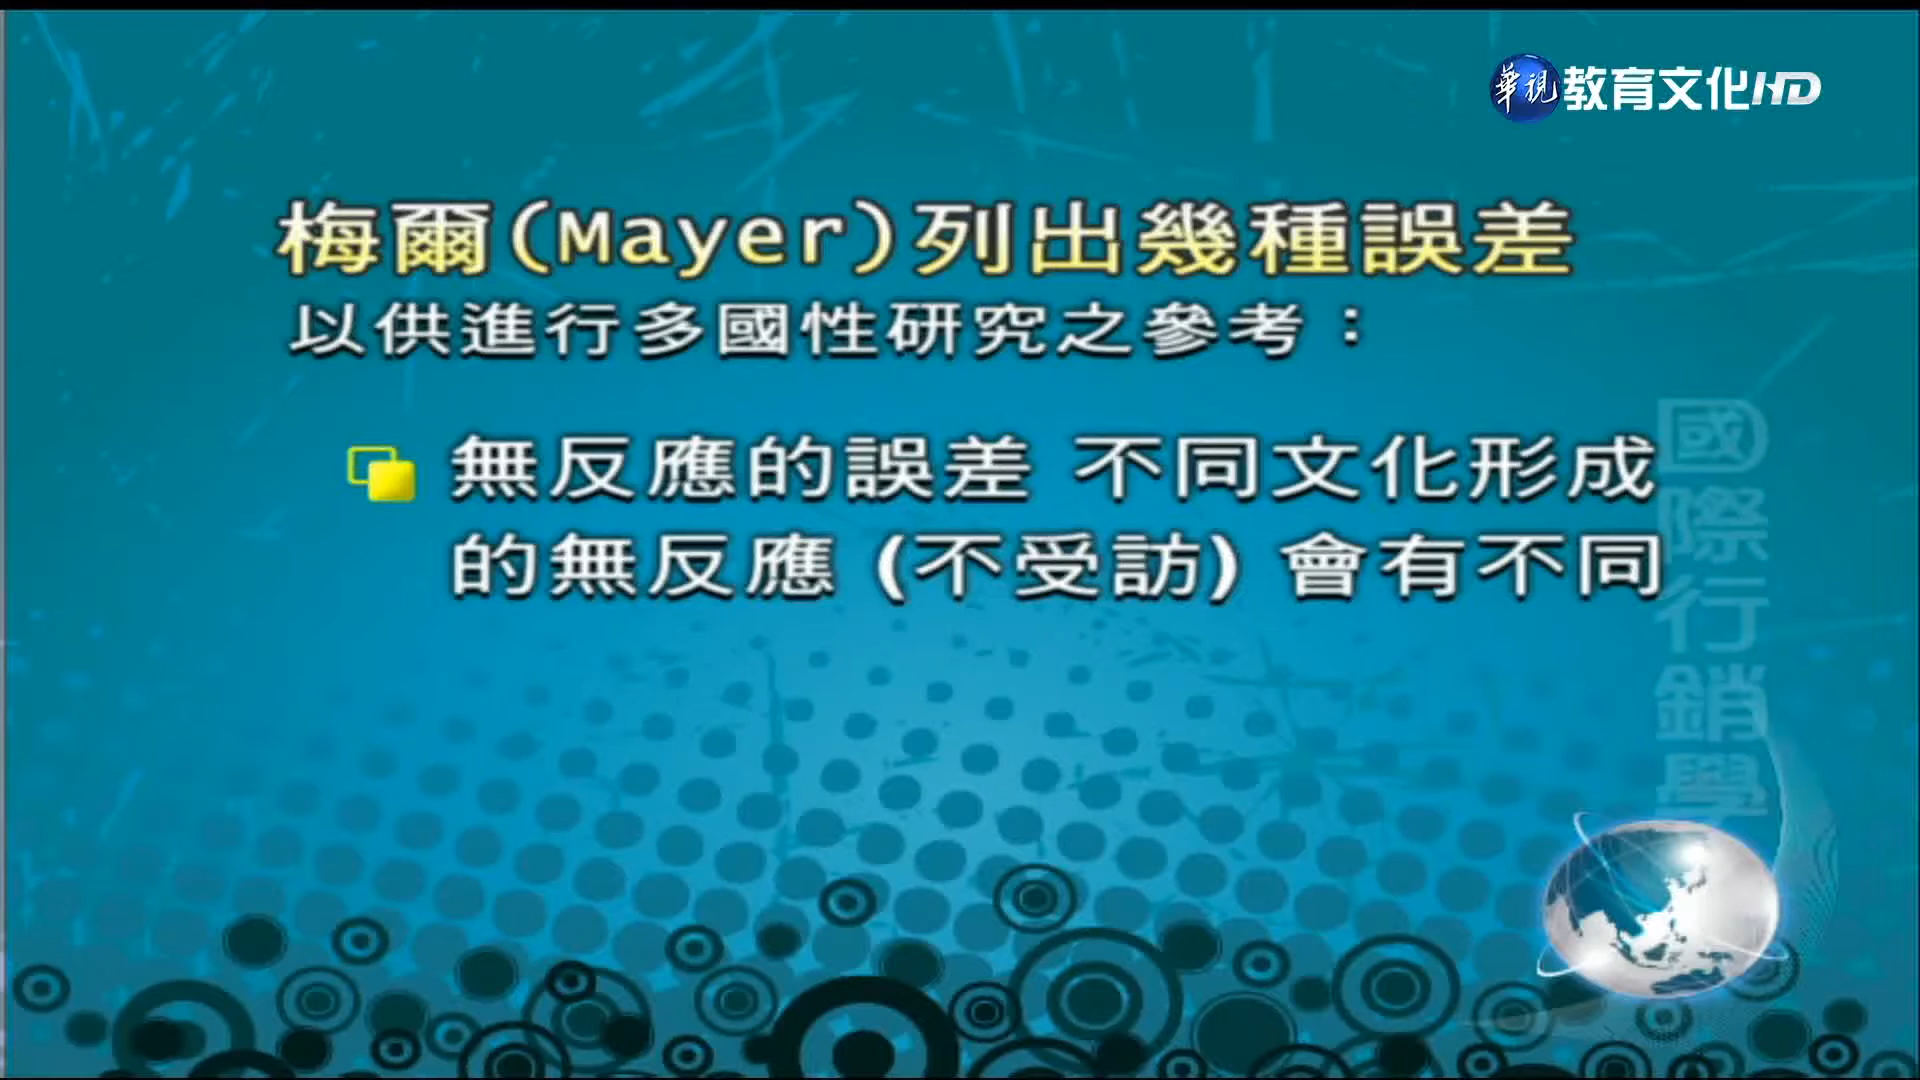 華視 教育文化HD
梅爾(Mayer)列出幾種誤差
以供進行多國性研究之參考：
無反應的誤差 不同文化形成
的無反應 (不受訪) 會有不同
國際行銷學